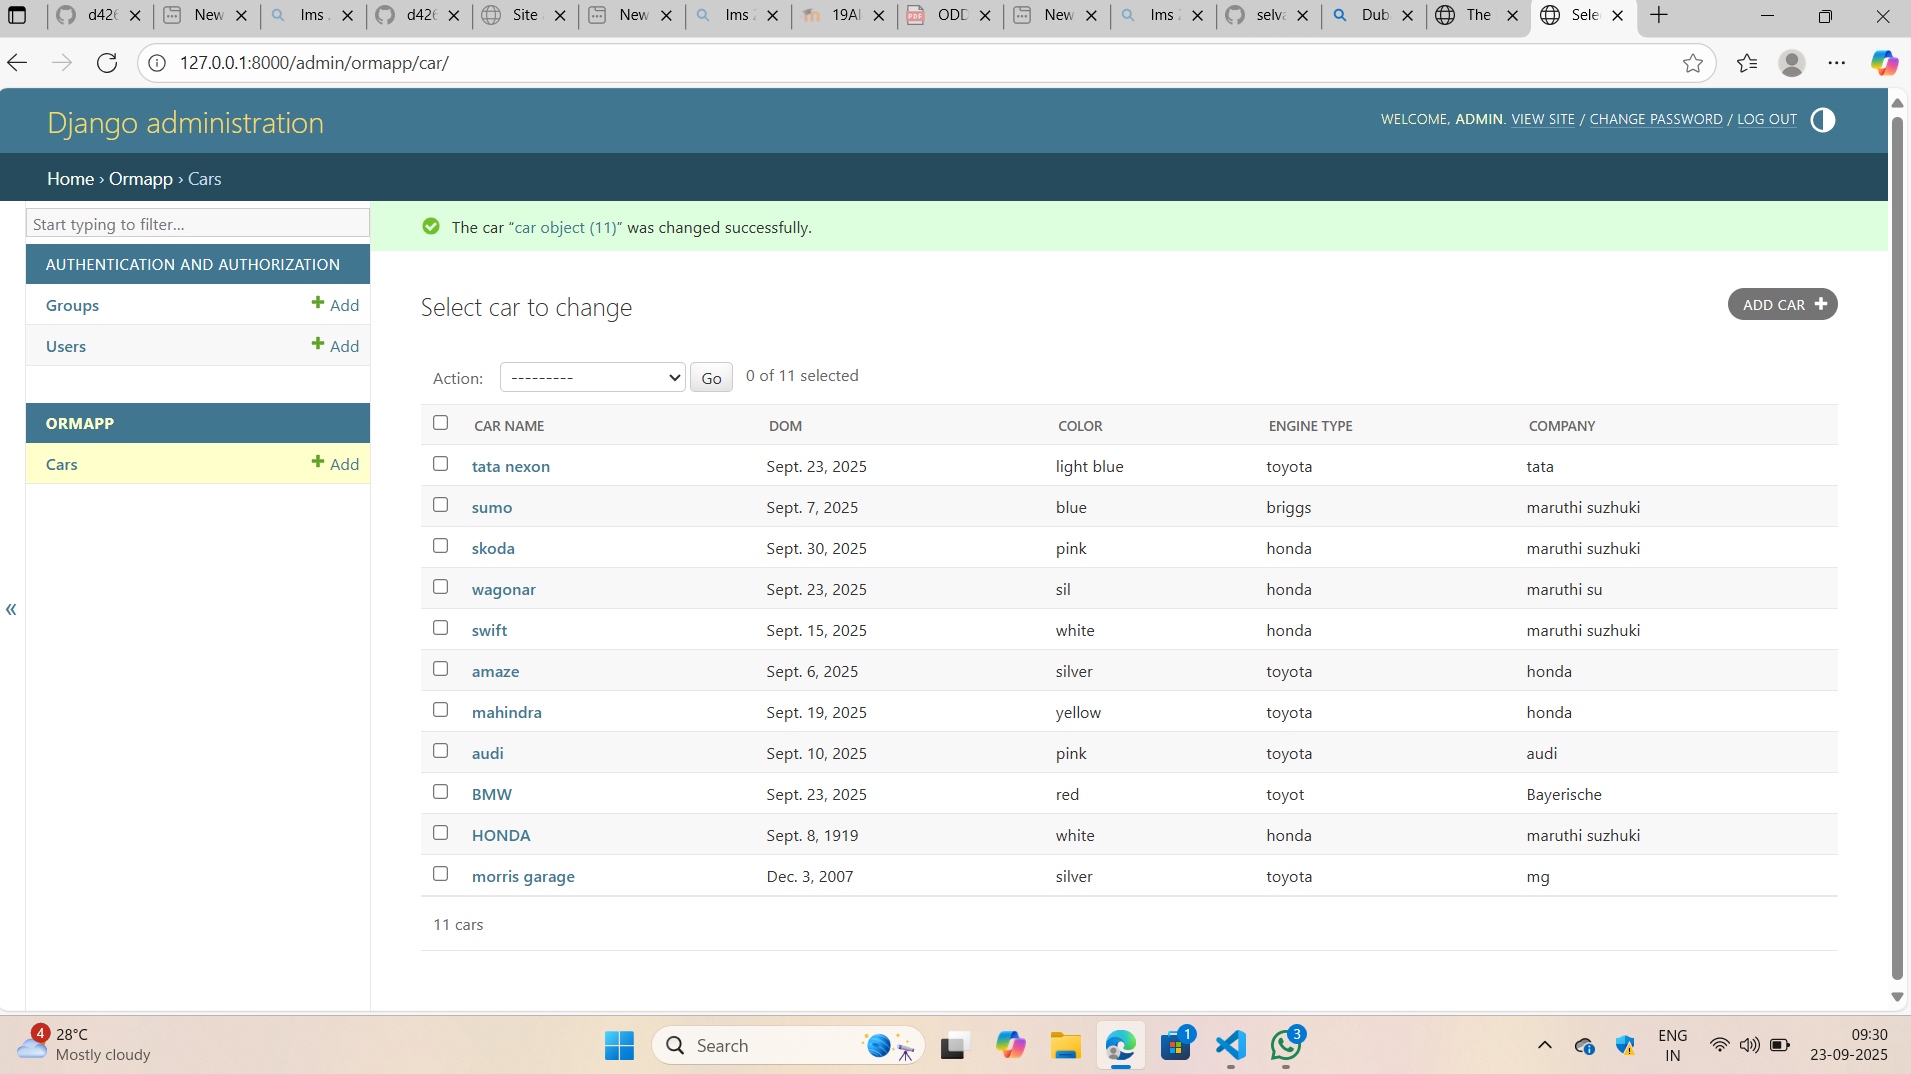 d426 New lms d426 Site New lms 19AI ODD New lms selva Dub The Selec
127.0.0.1:8000/admin/ormapp/car/
Django administration
WELCOME, ADMIN. VIEW SITE / CHANGE PASSWORD / LOG OUT
Home › Ormapp › Cars
Start typing to filter...
The car “car object (11)” was changed successfully.
AUTHENTICATION AND AUTHORIZATION
Groups Add
Users Add
ORMAPP
Cars Add
«
Select car to change
ADD CAR
Action: --------- Go 0 of 11 selected
CAR NAME DOM COLOR ENGINE TYPE COMPANY
tata nexon Sept. 23, 2025 light blue toyota tata
sumo Sept. 7, 2025 blue briggs maruthi suzhuki
skoda Sept. 30, 2025 pink honda maruthi suzhuki
wagonar Sept. 23, 2025 sil honda maruthi su
swift Sept. 15, 2025 white honda maruthi suzhuki
amaze Sept. 6, 2025 silver toyota honda
mahindra Sept. 19, 2025 yellow toyota honda
audi Sept. 10, 2025 pink toyota audi
BMW Sept. 23, 2025 red toyot Bayerische
HONDA Sept. 8, 1919 white honda maruthi suzhuki
morris garage Dec. 3, 2007 silver toyota mg
11 cars
4 28°C
Mostly cloudy
Search
1
3
ENG
IN
09:30
23-09-2025